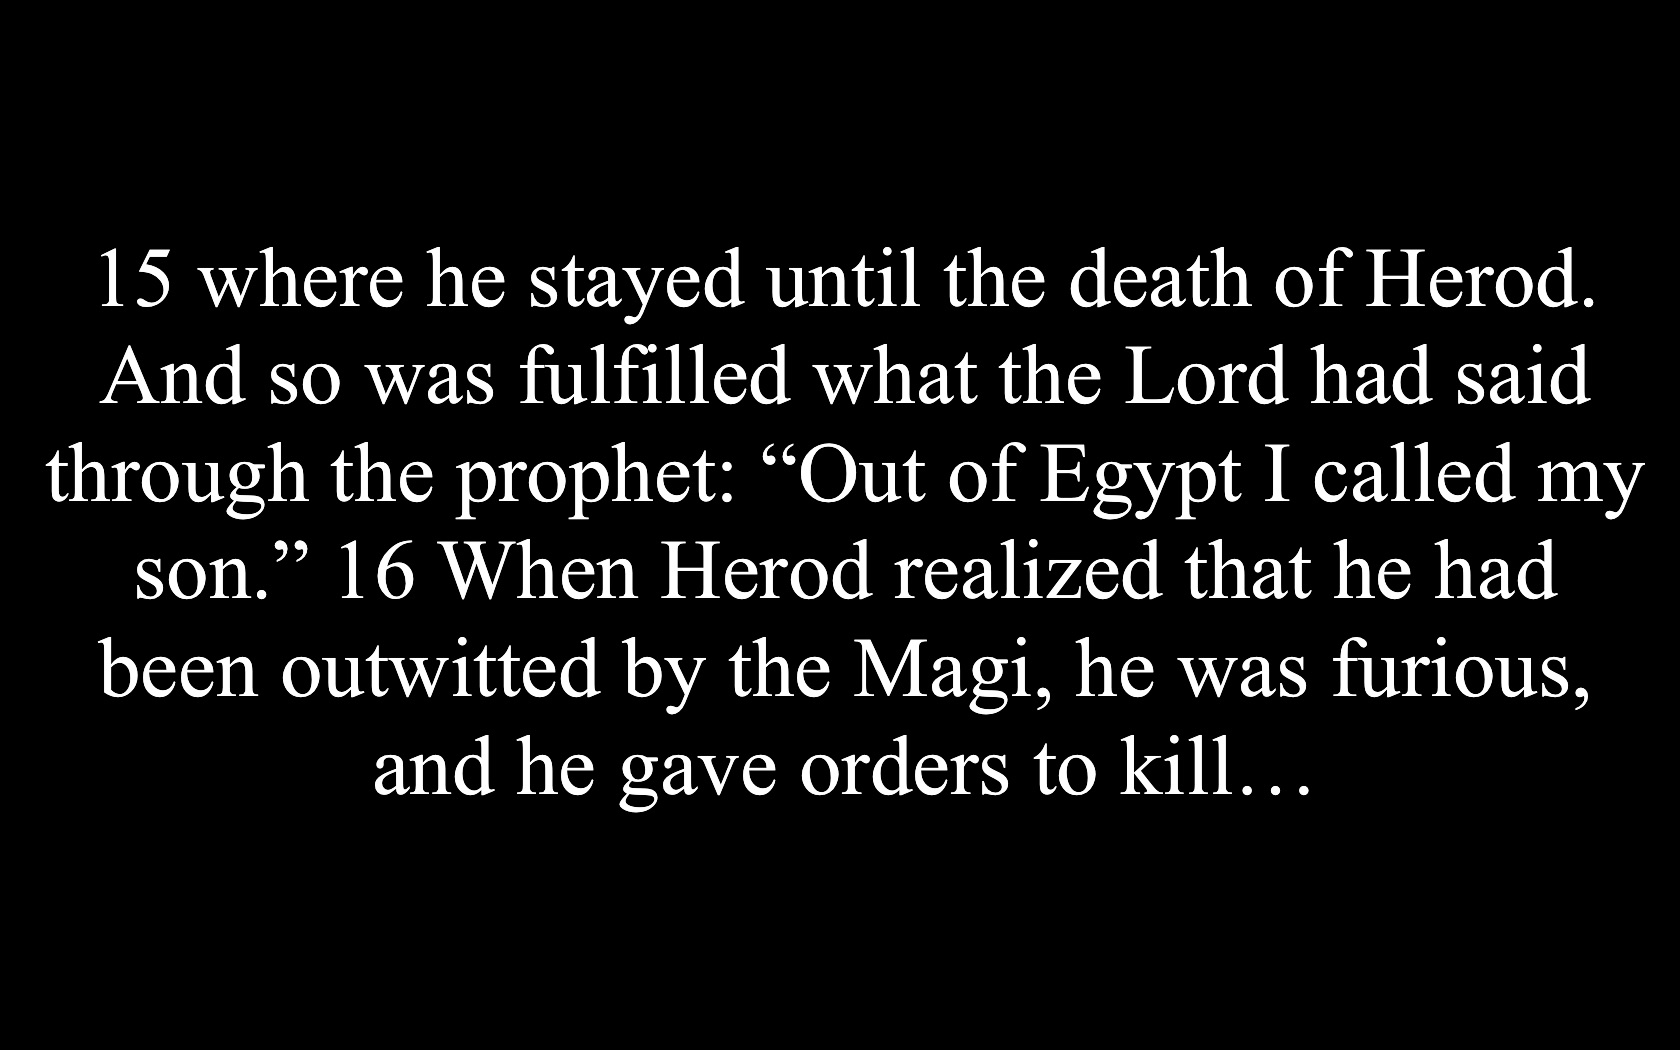 15 where he stayed until the death of Herod.
And so was fulfilled what the Lord had said
through the prophet: “Out of Egypt I called my
son.” 16 When Herod realized that he had
been outwitted by the Magi, he was furious,
and he gave orders to kill…